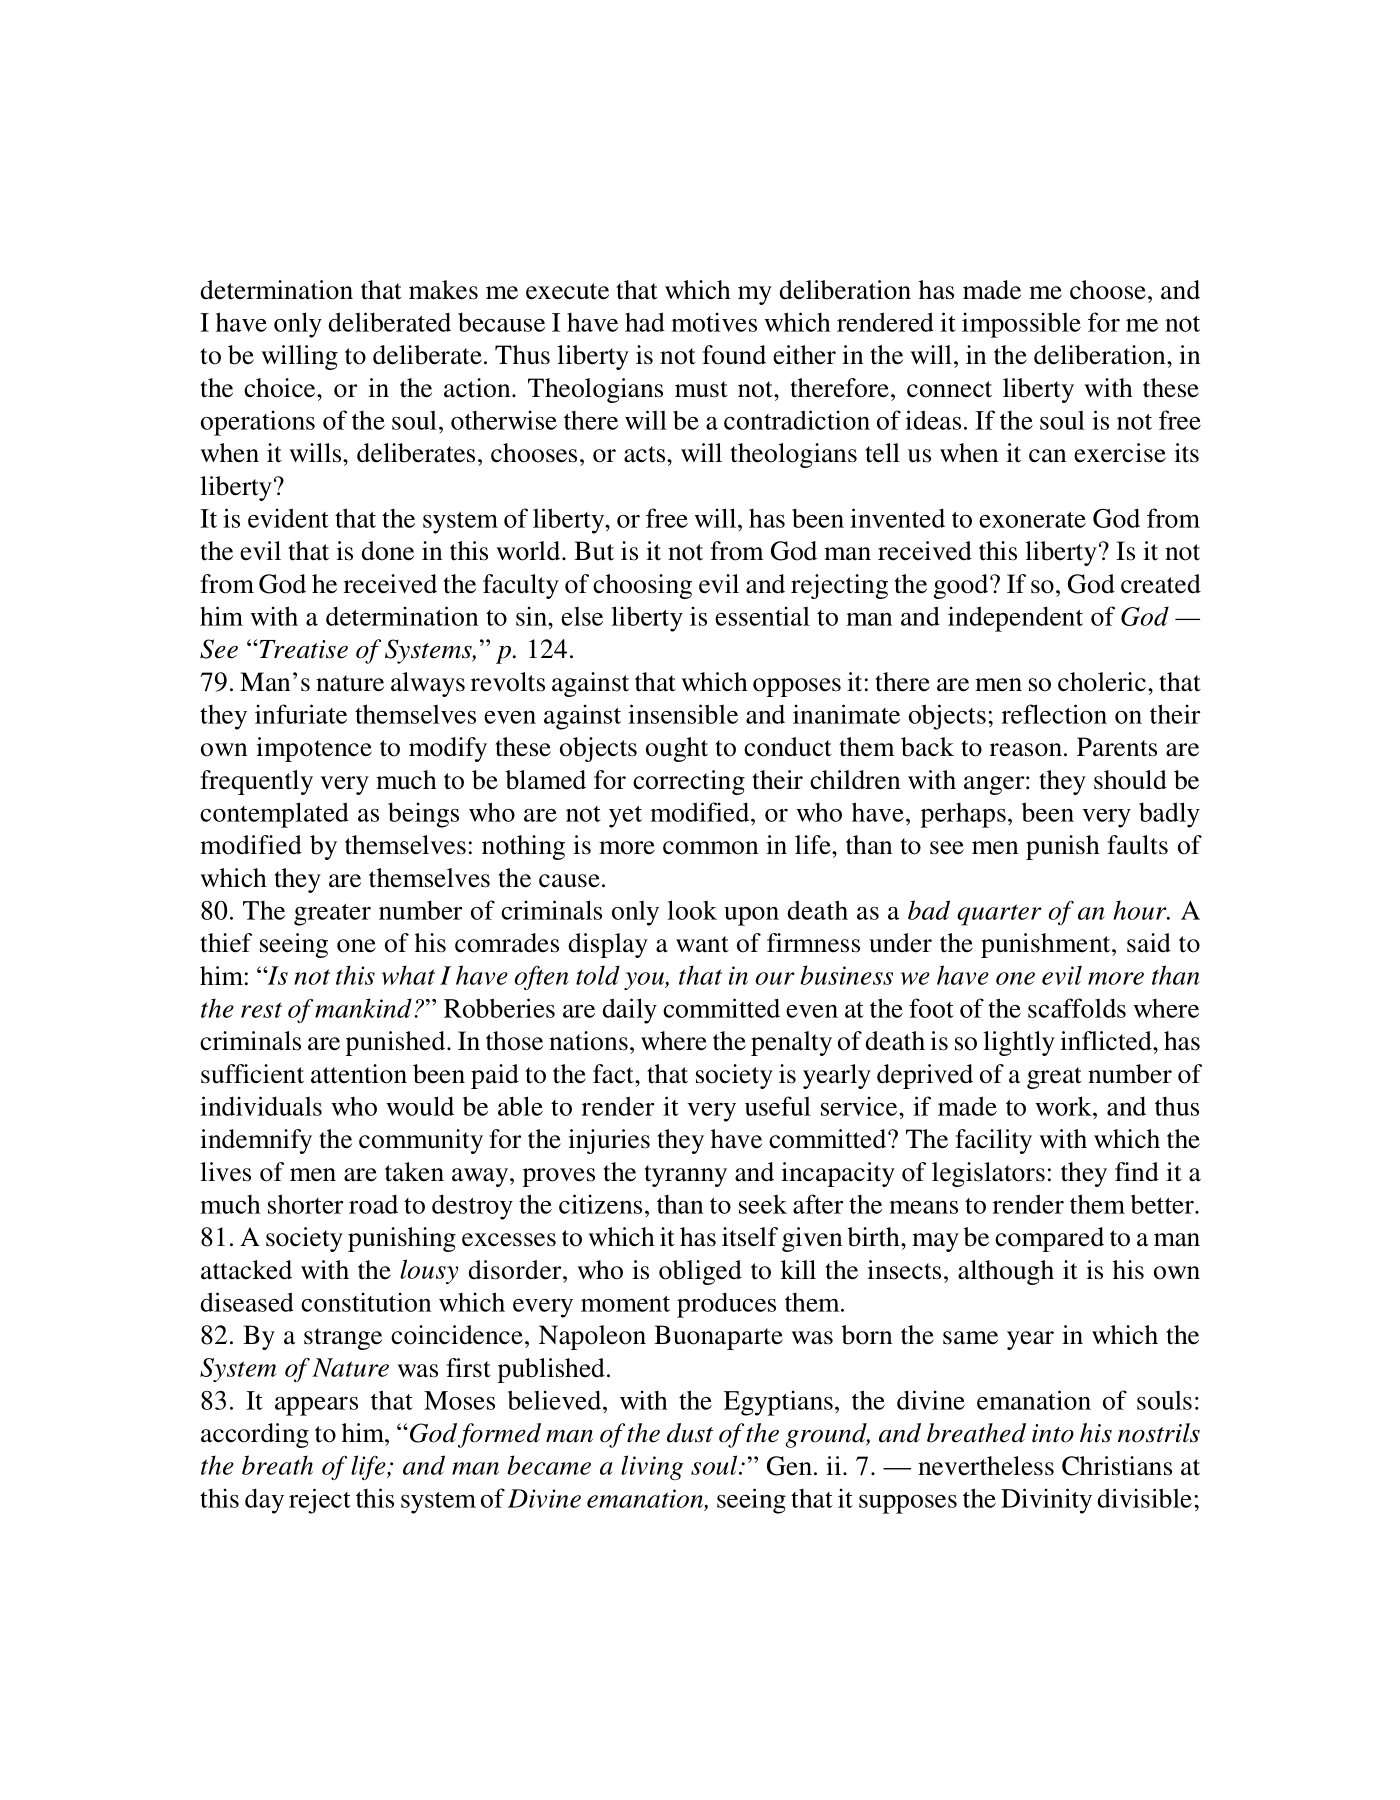 determination that makes me execute that which my deliberation has made me choose, and
I have only deliberated because I have had motives which rendered it impossible for me not
to be willing to deliberate. Thus liberty is not found either in the will, in the deliberation, in
the choice, or in the action. Theologians must not, therefore, connect liberty with these
operations of the soul, otherwise there will be a contradiction of ideas. If the soul is not free
when it wills, deliberates, chooses, or acts, will theologians tell us when it can exercise its
liberty?
It is evident that the system of liberty, or free will, has been invented to exonerate God from
the evil that is done in this world. But is it not from God man received this liberty? Is it not
from God he received the faculty of choosing evil and rejecting the good? If so, God created
him with a determination to sin, else liberty is essential to man and independent of God —
See “Treatise of Systems,” p. 124.
79. Man’s nature always revolts against that which opposes it: there are men so choleric, that
they infuriate themselves even against insensible and inanimate objects; reflection on their
own impotence to modify these objects ought to conduct them back to reason. Parents are
frequently very much to be blamed for correcting their children with anger: they should be
contemplated as beings who are not yet modified, or who have, perhaps, been very badly
modified by themselves: nothing is more common in life, than to see men punish faults of
which they are themselves the cause.
80. The greater number of criminals only look upon death as a bad quarter of an hour. A
thief seeing one of his comrades display a want of firmness under the punishment, said to
him: “Is not this what I have often told you, that in our business we have one evil more than
the rest of mankind?” Robberies are daily committed even at the foot of the scaffolds where
criminals are punished. In those nations, where the penalty of death is so lightly inflicted, has
sufficient attention been paid to the fact, that society is yearly deprived of a great number of
individuals who would be able to render it very useful service, if made to work, and thus
indemnify the community for the injuries they have committed? The facility with which the
lives of men are taken away, proves the tyranny and incapacity of legislators: they find it a
much shorter road to destroy the citizens, than to seek after the means to render them better.
81. A society punishing excesses to which it has itself given birth, may be compared to a man
attacked with the lousy disorder, who is obliged to kill the insects, although it is his own
diseased constitution which every moment produces them.
82. By a strange coincidence, Napoleon Buonaparte was born the same year in which the
System of Nature was first published.
83. It appears that Moses believed, with the Egyptians, the divine emanation of souls:
according to him, “God formed man of the dust of the ground, and breathed into his nostrils
the breath of life; and man became a living soul:” Gen. ii. 7. — nevertheless Christians at
this day reject this system of Divine emanation, seeing that it supposes the Divinity divisible;